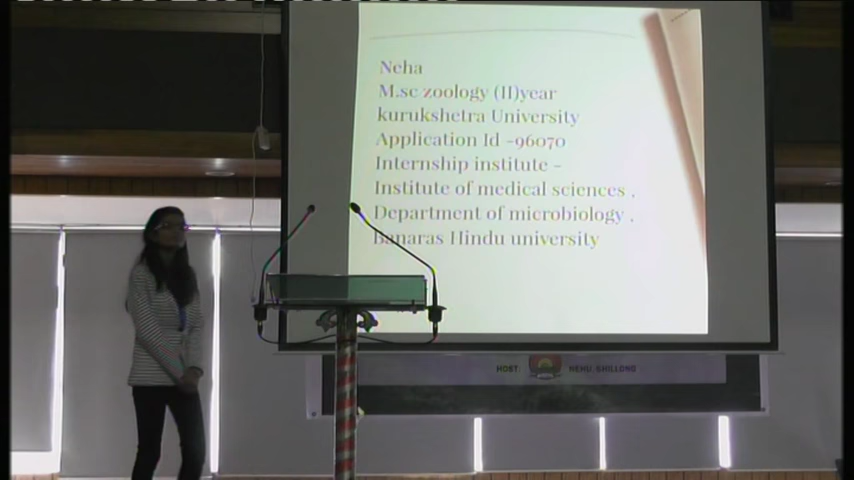 Neha
M.sc zoology (II)year
kurukshetra University
Application Id -96070
Internship institute -
Institute of medical sciences .
Department of microbiology .
Banaras Hindu university
HOST: NEHU, SHILLONG